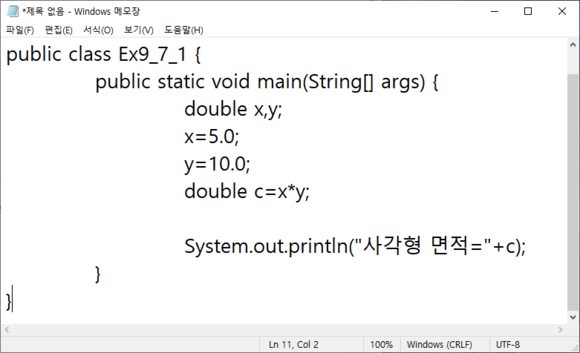 *제목 없음 - Windows 메모장
파일(F) 편집(E) 서식(O) 보기(V) 도움말(H)
public class Ex9_7_1 {
public static void main(String[] args) {
double x,y;
x=5.0;
y=10.0;
double c=x*y;
System.out.println("사각형 면적="+c);
}
}
Ln 11, Col 2 100% Windows (CRLF) UTF-8